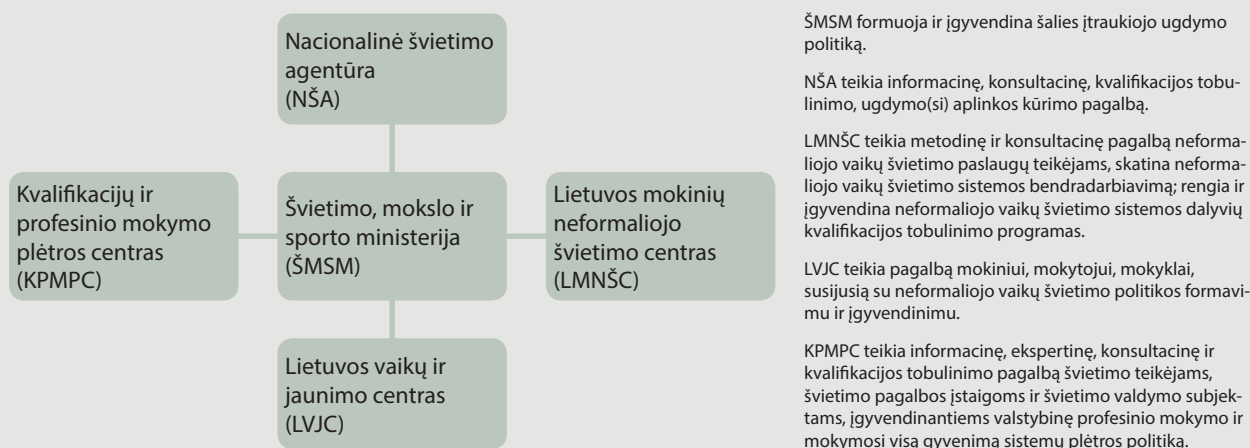 Nacionalinė švietimo
agentūra
(NŠA)
Kvalifikacijų ir
profesinio mokymo
plėtros centras
(KPMPC)
Švietimo, mokslo ir
sporto ministerija
(ŠMSM)
Lietuvos mokinių
neformaliojo
švietimo centras
(LMNŠC)
Lietuvos vaikų ir
jaunimo centras
(LVJC)
ŠMSM formuoja ir įgyvendina šalies įtraukiojo ugdymo
politiką.
NŠA teikia informacinę, konsultacinę, kvalifikacijos tobu-
linimo, ugdymo(si) aplinkos kūrimo pagalbą.
LMNŠC teikia metodinę ir konsultacinę pagalbą neforma-
liojo vaikų švietimo paslaugų teikėjams, skatina neforma-
liojo vaikų švietimo sistemos bendradarbiavimą; rengia ir
įgyvendina neformaliojo vaikų švietimo sistemos dalyvių
kvalifikacijos tobulinimo programas.
LVJC teikia pagalbą mokiniui, mokytojui, mokyklai,
susijusią su neformaliojo vaikų švietimo politikos formavi-
mu ir įgyvendinimu.
KPMPC teikia informacinę, ekspertinę, konsultacinę ir
kvalifikacijos tobulinimo pagalbą švietimo teikėjams,
švietimo pagalbos įstaigoms ir švietimo valdymo subjek-
tams, įgyvendinantiems valstybinę profesinio mokymo ir
mokymosi visą gyvenimą sistemų plėtros politiką.